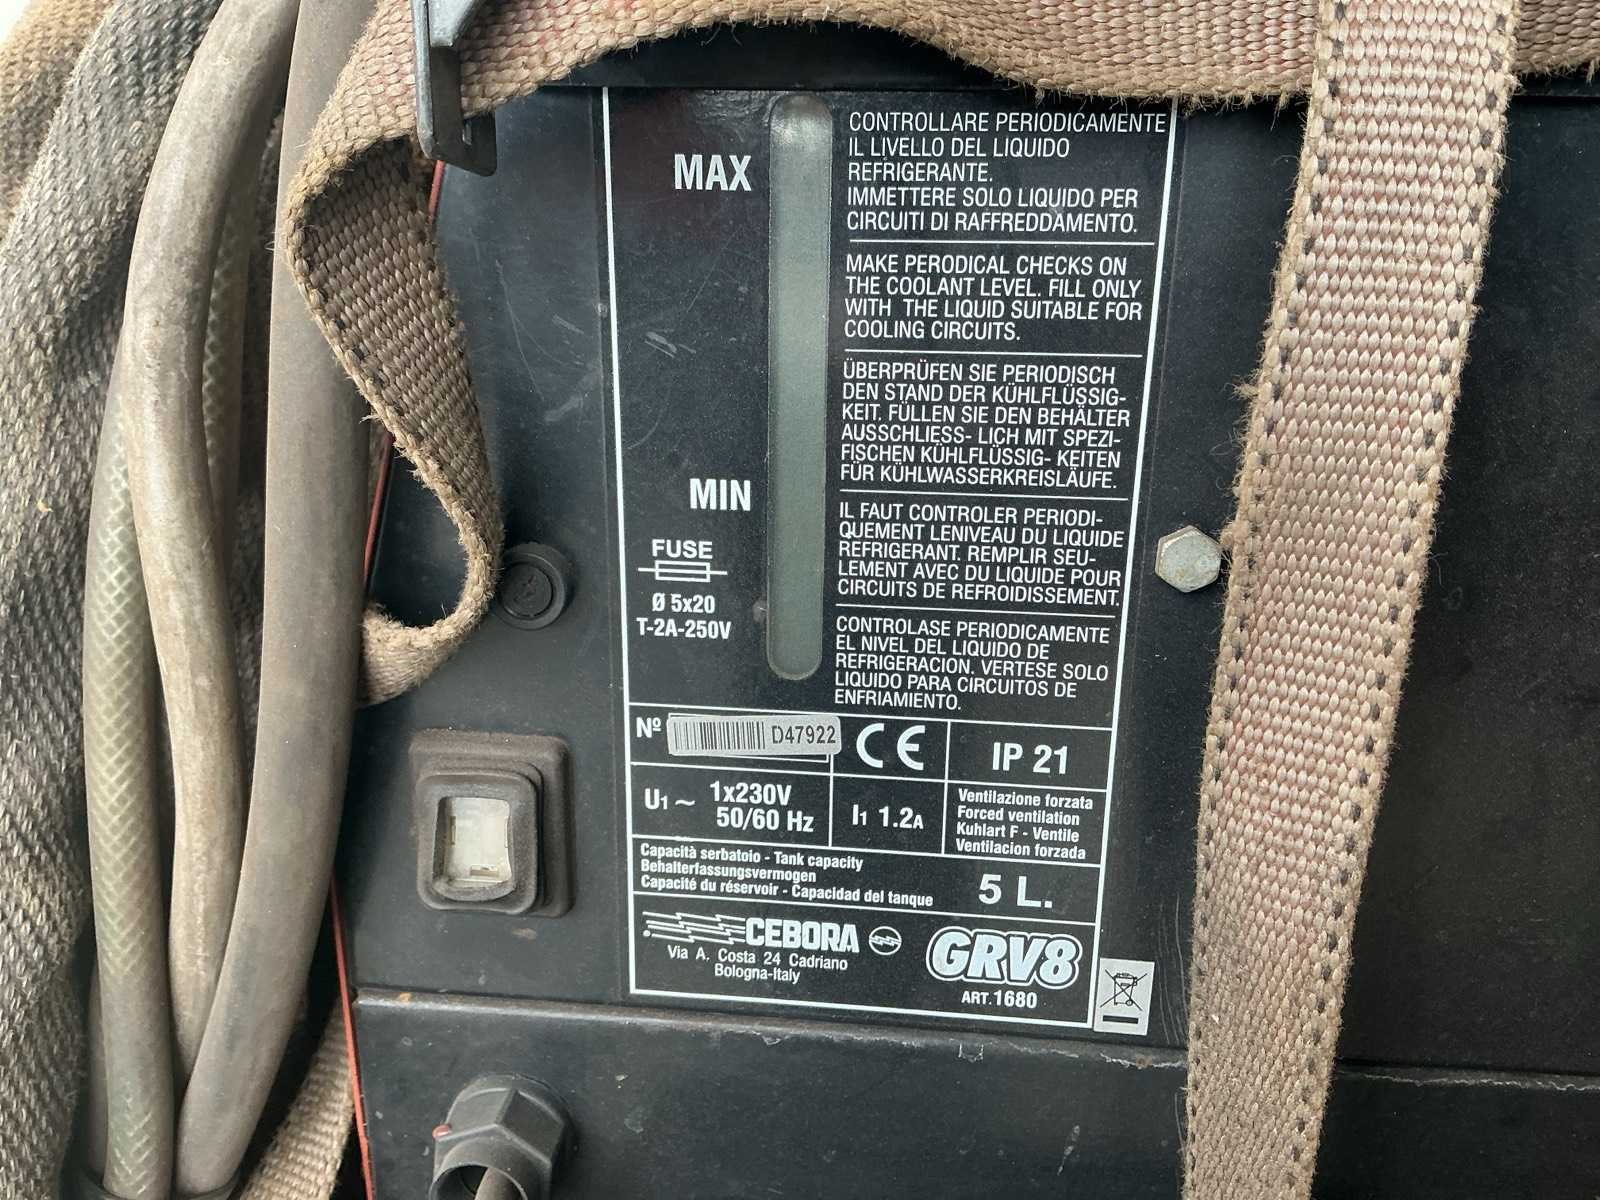 MAX
MIN
FUSE
Ø 5x20
T-2A-250V
CONTROLLARE PERIODICAMENTE
IL LIVELLO DEL LIQUIDO
REFRIGERANTE.
IMMETTERE SOLO LIQUIDO PER
CIRCUITI DI RAFFREDDAMENTO.
MAKE PERODICAL CHECKS ON
THE COOLANT LEVEL. FILL ONLY
WITH THE LIQUID SUITABLE FOR
COOLING CIRCUITS.
ÜBERPRÜFEN SIE PERIODISCH
DEN STAND DER KÜHLFLÜSSIG-
KEIT. FÜLLEN SIE DEN BEHÄLTER
AUSSCHLIESS- LICH MIT SPEZI-
FISCHEN KÜHLFLÜSSIG- KEITEN
FÜR KÜHLWASSERKREISLÄUFE.
IL FAUT CONTROLER PERIODI-
QUEMENT LENIVEAU DU LIQUIDE
REFRIGERANT. REMPLIR SEU-
LEMENT AVEC DU LIQUIDE POUR
CIRCUITS DE REFROIDISSEMENT.
CONTROLASE PERIODICAMENTE
EL NIVEL DEL LIQUIDO DE
REFRIGERACION. VERTESE SOLO
LIQUIDO PARA CIRCUITOS DE
ENFRIAMIENTO.
Nº D47922 CE IP 21
U1 ~ 1x230V
50/60 Hz
I1 1.2A
Ventilazione forzata
Forced ventilation
Kuhlart F - Ventile
Ventilacion forzada
Capacità serbatoio - Tank capacity
Behalterfassungsvermogen
Capacité du réservoir - Capacidad del tanque
5 L.
CEBORA
Via A. Costa 24 Cadriano
Bologna-Italy
GRV8
ART. 1680